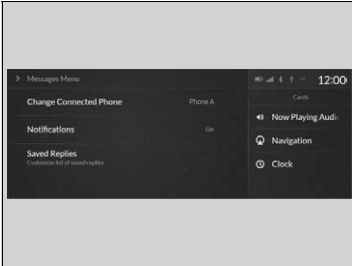 Messages Menu
12:00
Change Connected Phone
Phone A
Cards
Now Playing Audi
Notifications
On
Navigation
Saved Replies
Customize list of saved replies
Clock